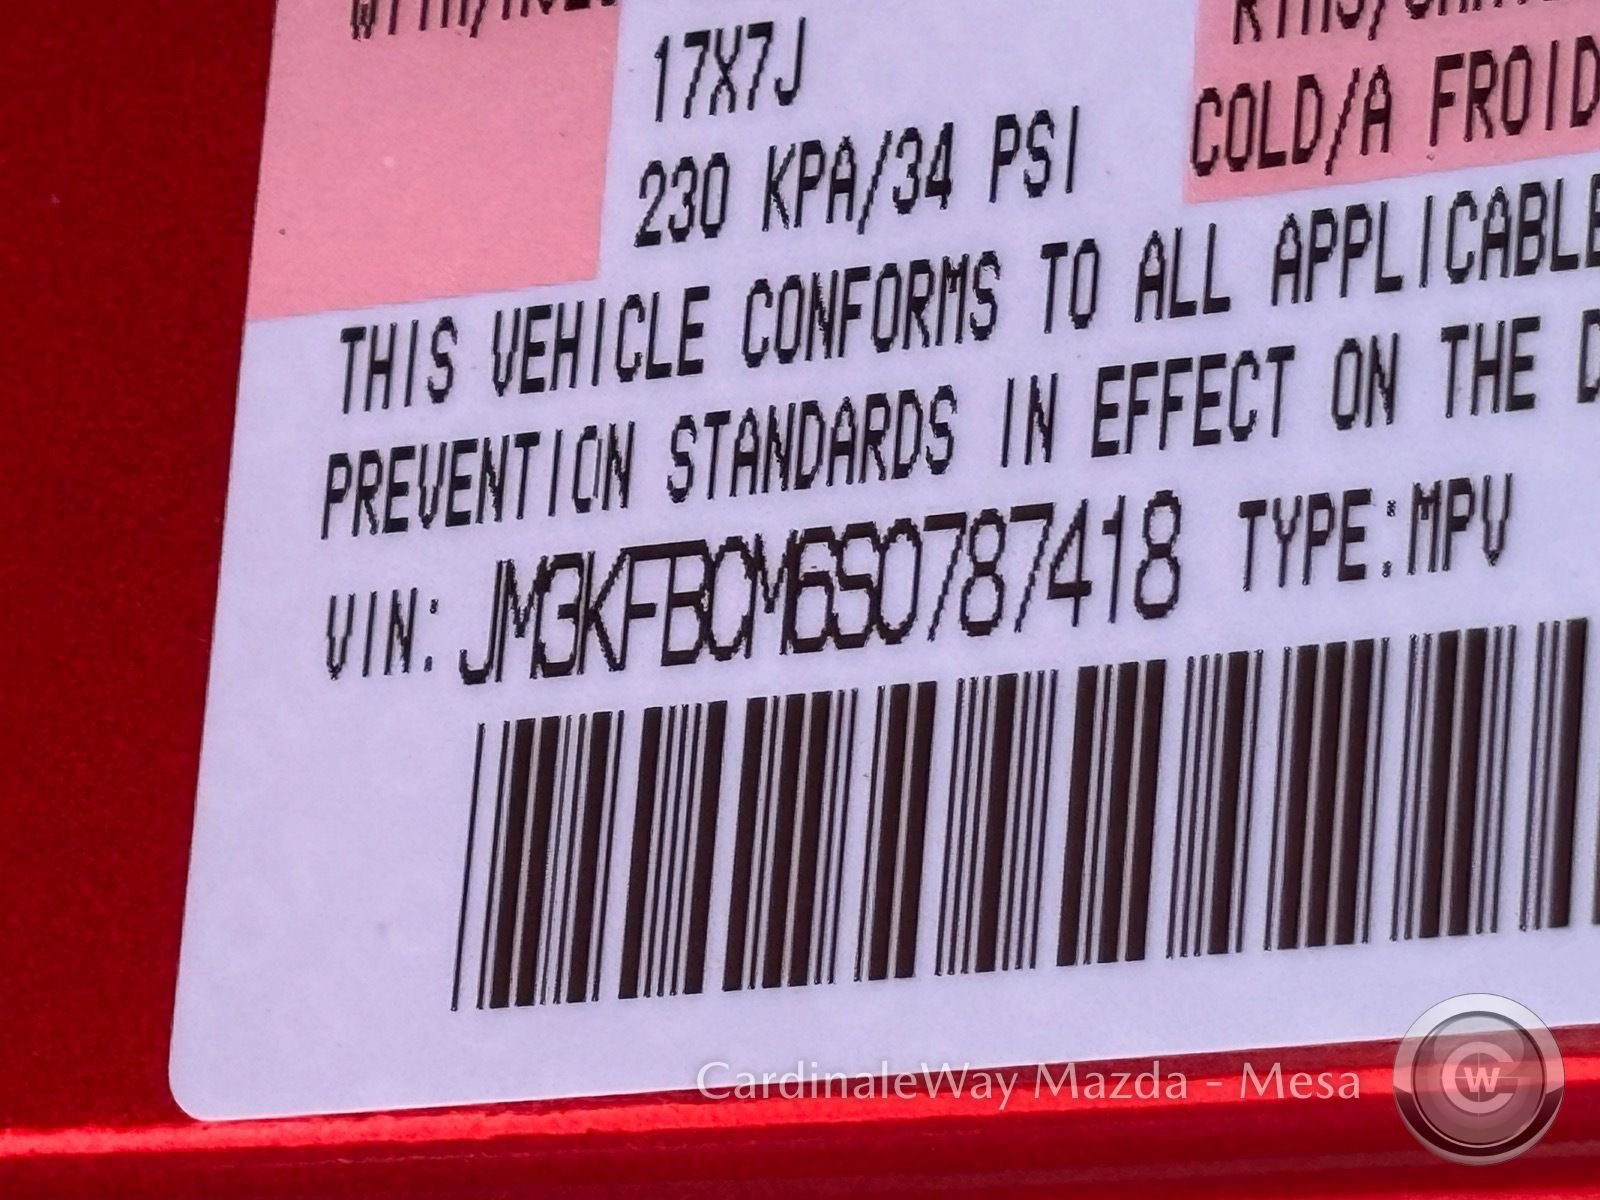 17X7J
230 KPA/34 PSI
COLD/A FROID
THIS VEHICLE CONFORMS TO ALL APPLICABLE
PREVENTION STANDARDS IN EFFECT ON THE
VIN: JM3KFBCM6S0787418 TYPE:MPV
CardinaleWay Mazda - Mesa
CW